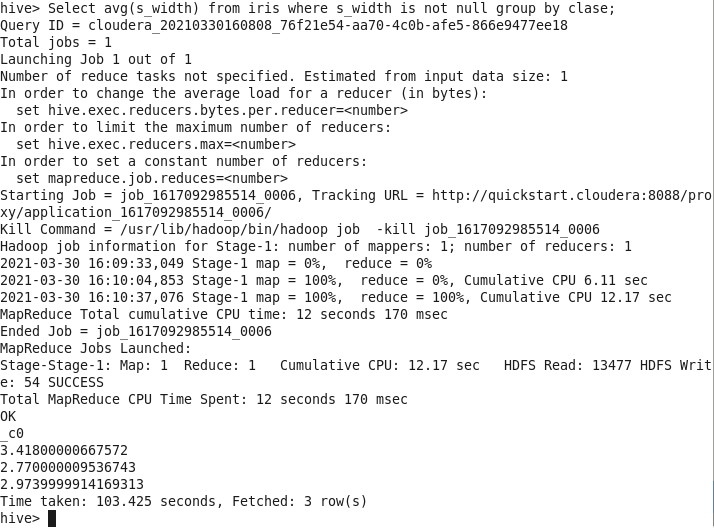 hive> Select avg(s_width) from iris where s_width is not null group by clase;
Query ID = cloudera_20210330160808_76f21e54-aa70-4c0b-afe5-866e9477ee18
Total jobs = 1
Launching Job 1 out of 1
Number of reduce tasks not specified. Estimated from input data size: 1
In order to change the average load for a reducer (in bytes):
  set hive.exec.reducers.bytes.per.reducer=<number>
In order to limit the maximum number of reducers:
  set hive.exec.reducers.max=<number>
In order to set a constant number of reducers:
  set mapreduce.job.reduces=<number>
Starting Job = job_1617092985514_0006, Tracking URL = http://quickstart.cloudera:8088/pro
xy/application_1617092985514_0006/
Kill Command = /usr/lib/hadoop/bin/hadoop job  -kill job_1617092985514_0006
Hadoop job information for Stage-1: number of mappers: 1; number of reducers: 1
2021-03-30 16:09:33,049 Stage-1 map = 0%,  reduce = 0%
2021-03-30 16:10:04,853 Stage-1 map = 100%,  reduce = 0%, Cumulative CPU 6.11 sec
2021-03-30 16:10:37,076 Stage-1 map = 100%,  reduce = 100%, Cumulative CPU 12.17 sec
MapReduce Total cumulative CPU time: 12 seconds 170 msec
Ended Job = job_1617092985514_0006
MapReduce Jobs Launched:
Stage-Stage-1: Map: 1  Reduce: 1   Cumulative CPU: 12.17 sec   HDFS Read: 13477 HDFS Writ
e: 54 SUCCESS
Total MapReduce CPU Time Spent: 12 seconds 170 msec
OK
_c0
3.41800000667572
2.770000009536743
2.9739999914169313
Time taken: 103.425 seconds, Fetched: 3 row(s)
hive>